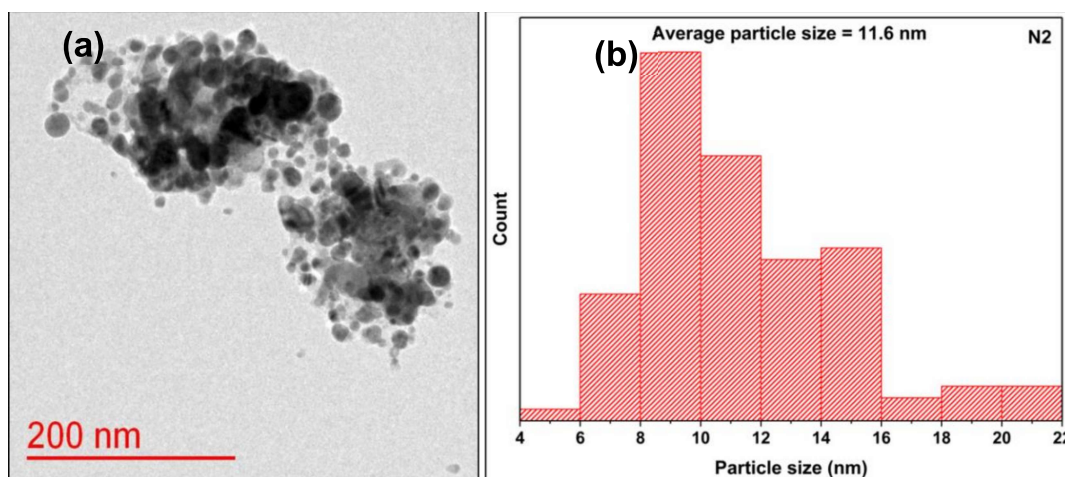 (a)
200 nm
(b)
Average particle size = 11.6 nm
N2
Count
4 6 8 10 12 14 16 18 20 22
Particle size (nm)